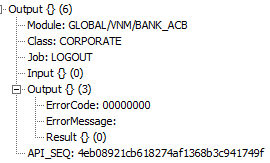 Output {} (6)
Module: GLOBAL/VNM/BANK_ACB
Class: CORPORATE
Job: LOGOUT
Input {} (0)
Output {} (3)
ErrorCode: 00000000
ErrorMessage:
Result {} (0)
API_SEQ: 4eb08921cb618274af1368b3c941749f